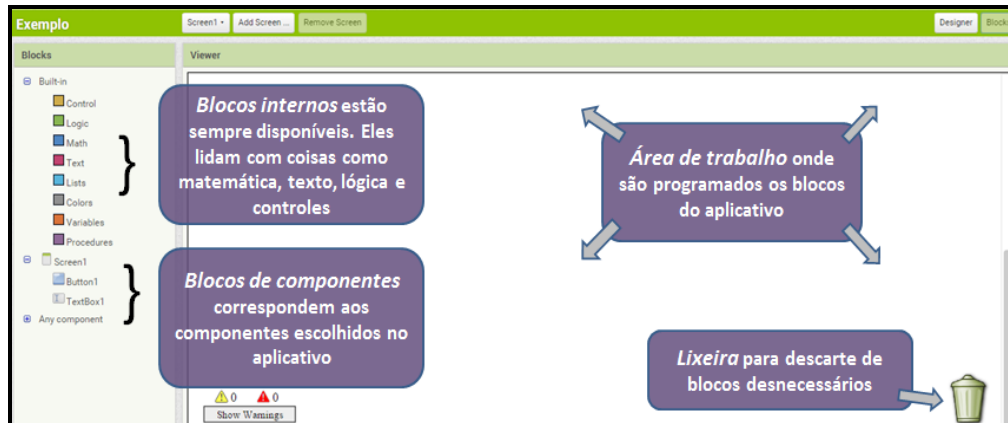 Exemplo
Screen1
Add Screen ...
Remove Screen
Designer
Blocks
Blocks
Viewer
Built-in
Control
Logic
Math
Text
Lists
Colors
Variables
Procedures
Screen1
Button1
TextBox1
Any component
Blocos internos estão
sempre disponíveis. Eles
lidam com coisas como
matemática, texto, lógica e
controles
Blocos de componentes
correspondem aos
componentes escolhidos no
aplicativo
Área de trabalho onde
são programados os blocos
do aplicativo
Lixeira para descarte de
blocos desnecessários
0
0
Show Warnings